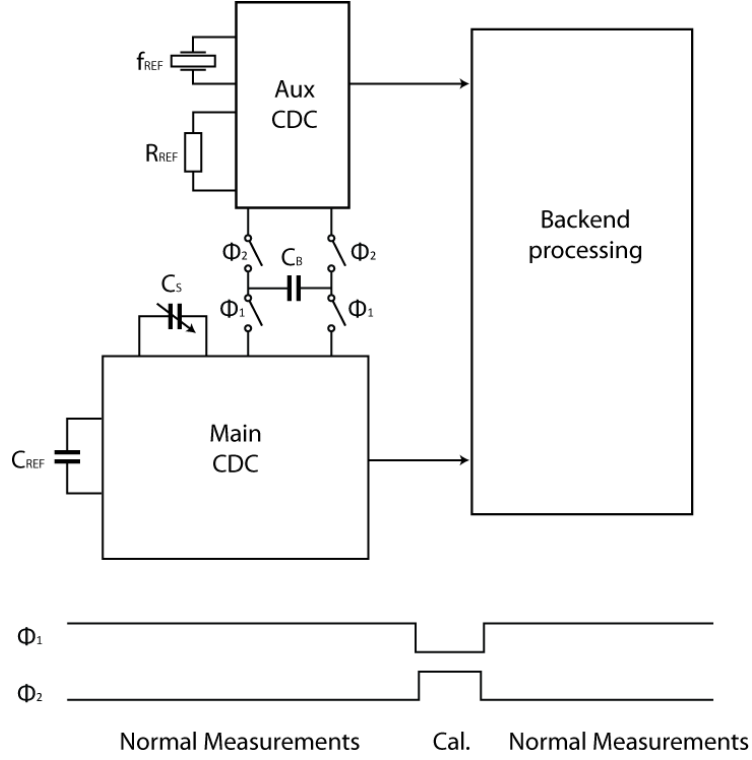 fREF
Aux
CDC
RREF
Backend
processing
Φ2
CB
Φ2
CS
Φ1
Φ1
Main
CDC
CREF
Φ1
Φ2
Normal Measurements
Cal.
Normal Measurements